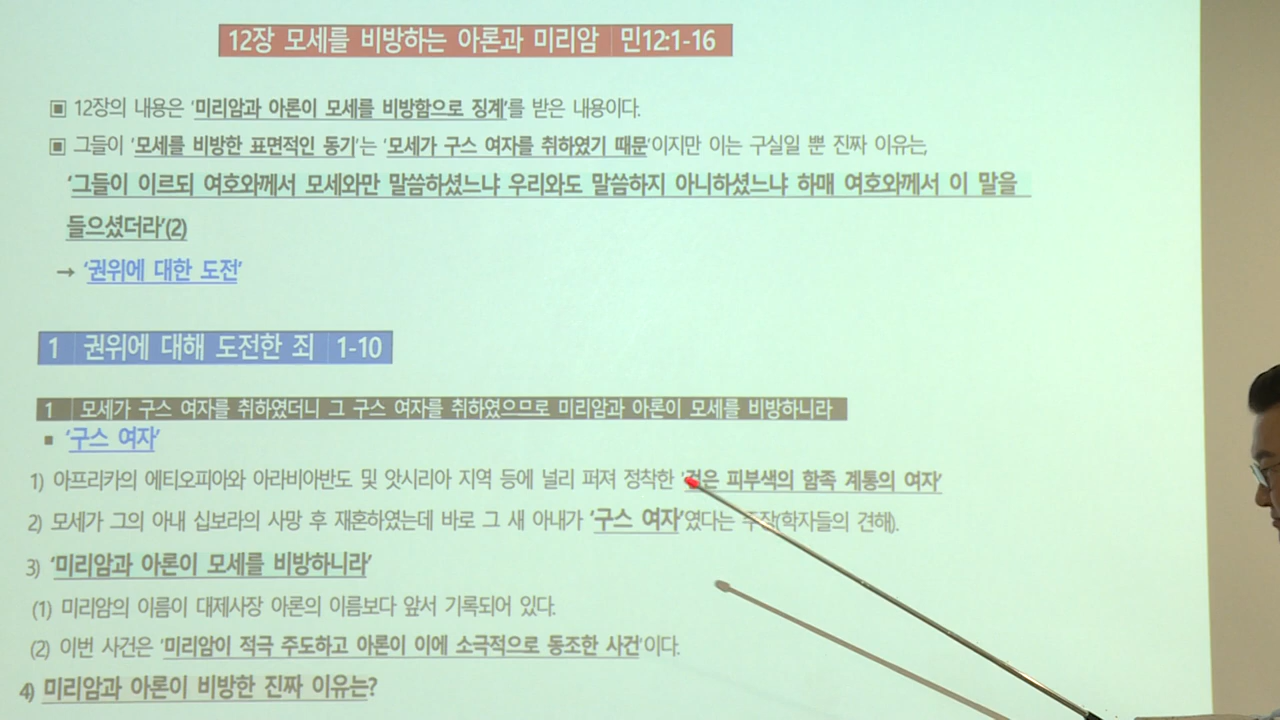 12장 모세를 비방하는 아론과 미리암 민12:1-16
▣ 12장의 내용은 '미리암과 아론이 모세를 비방함으로 징계'를 받은 내용이다.
▣ 그들이 '모세를 비방한 표면적인 동기'는 '모세가 구스 여자를 취하였기 때문'이지만 이는 구실일 뿐 진짜 이유는,
'그들이 이르되 여호와께서 모세와만 말씀하셨느냐 우리와도 말씀하지 아니하셨느냐 하매 여호와께서 이 말을
들으셨더라'(2)
→ '권위에 대한 도전'
1 권위에 대해 도전한 죄 1-10
1 모세가 구스 여자를 취하였더니 그 구스 여자를 취하였으므로 미리암과 아론이 모세를 비방하니라
▪ '구스 여자'
1) 아프리카의 에티오피아와 아라비아반도 및 앗시리아 지역 등에 널리 퍼져 정착한 '검은 피부색의 함족 계통의 여자'
2) 모세가 그의 아내 십보라의 사망 후 재혼하였는데 바로 그 새 아내가 '구스 여자'였다는 주장(학자들의 견해).
3) '미리암과 아론이 모세를 비방하니라'
(1) 미리암의 이름이 대제사장 아론의 이름보다 앞서 기록되어 있다.
(2) 이번 사건은 '미리암이 적극 주도하고 아론이 이에 소극적으로 동조한 사건'이다.
4) 미리암과 아론이 비방한 진짜 이유는?